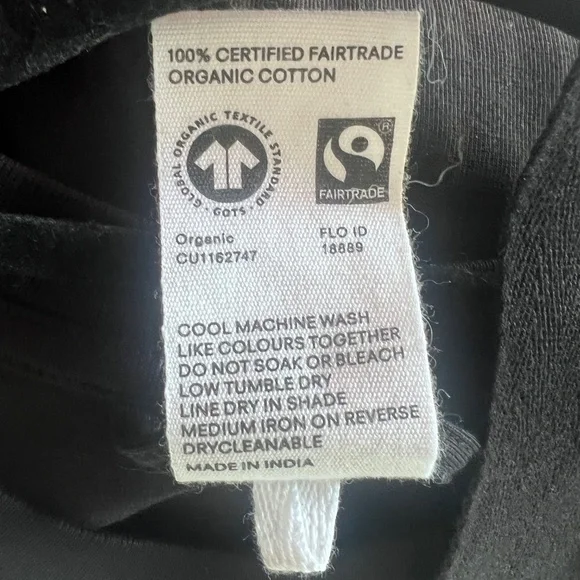 100% CERTIFIED FAIRTRADE
ORGANIC COTTON
GLOBAL ORGANIC TEXTILE STANDARD
· GOTS ·
®
FAIRTRADE
Organic
CU1162747
FLO ID
18889
COOL MACHINE WASH
LIKE COLOURS TOGETHER
DO NOT SOAK OR BLEACH
LOW TUMBLE DRY
LINE DRY IN SHADE
MEDIUM IRON ON REVERSE
DRYCLEANABLE
MADE IN INDIA